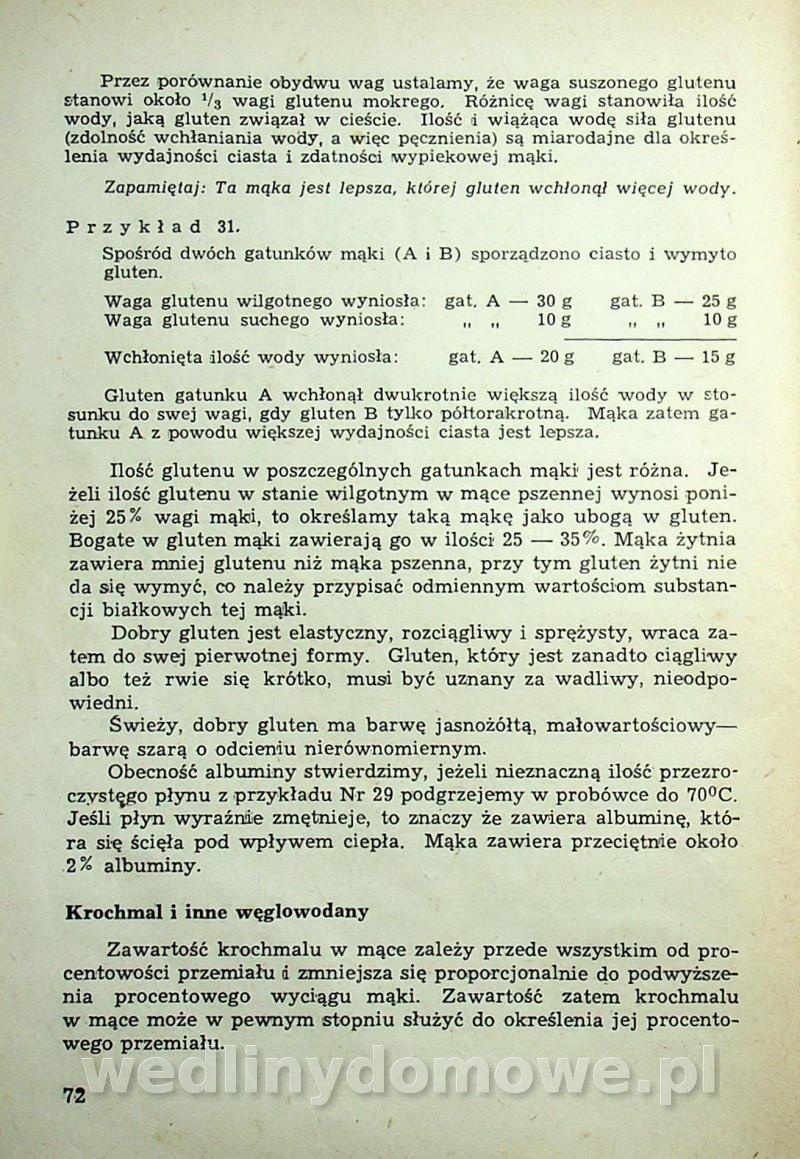 Przez porównanie obydwu wag ustalamy, że waga suszonego glutenu
stanowi około 1/3 wagi glutenu mokrego. Różnicę wagi stanowiła ilość
wody, jaką gluten związał w cieście. Ilość i wiążąca wodę siła glutenu
(zdolność wchłaniania wody, a więc pęcznienia) są miarodajne dla okreś-
lenia wydajności ciasta i zdatności wypiekowej mąki.
Zapamiętaj: Ta mąka jest lepsza, której gluten wchłonął więcej wody.
Przykład 31.
Spośród dwóch gatunków mąki (A i B) sporządzono ciasto i wymyto
gluten.
Waga glutenu wilgotnego wyniosła: gat. A — 30 g gat. B — 25 g
Waga glutenu suchego wyniosła: „ „ 10 g „ „ 10 g
Wchłonięta ilość wody wyniosła: gat. A — 20 g gat. B — 15 g
Gluten gatunku A wchłonął dwukrotnie większą ilość wody w sto-
sunku do swej wagi, gdy gluten B tylko półtorakrotną. Mąka zatem ga-
tunku A z powodu większej wydajności ciasta jest lepsza.
Ilość glutenu w poszczególnych gatunkach mąki jest różna. Je-
żeli ilość glutenu w stanie wilgotnym w mące pszennej wynosi poni-
żej 25% wagi mąki, to określamy taką mąkę jako ubogą w gluten.
Bogate w gluten mąki zawierają go w ilości 25 — 35%. Mąka żytnia
zawiera mniej glutenu niż mąka pszenna, przy tym gluten żytni nie
da się wymyć, co należy przypisać odmiennym wartościom substan-
cji białkowych tej mąki.
Dobry gluten jest elastyczny, rozciągliwy i sprężysty, wraca za-
tem do swej pierwotnej formy. Gluten, który jest zanadto ciągliwy
albo też rwie się krótko, musi być uznany za wadliwy, nieodpo-
wiedni.
Świeży, dobry gluten ma barwę jasnożółtą, małowartościowy—
barwę szarą o odcieniu nierównomiernym.
Obecność albuminy stwierdzimy, jeżeli nieznaczną ilość przezro-
czystęgo płynu z przykładu Nr 29 podgrzejemy w probówce do 70°C.
Jeśli płyn wyraźnie zmętnieje, to znaczy że zawiera albuminę, któ-
ra się ścięła pod wpływem ciepła. Mąka zawiera przeciętnie około
2% albuminy.
Krochmal i inne węglowodany
Zawartość krochmalu w mące zależy przede wszystkim od pro-
centowości przemiału i zmniejsza się proporcjonalnie do podwyższe-
nia procentowego wyciągu mąki. Zawartość zatem krochmalu
w mące może w pewnym stopniu służyć do określenia jej procento-
wego przemiału.
wedlinydomowe.pl
72